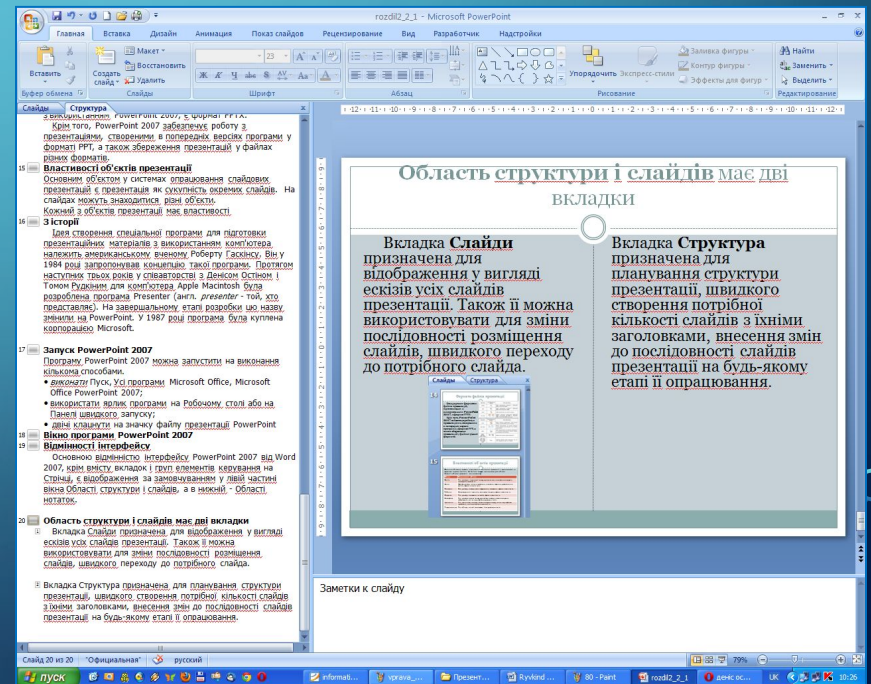 rozdil2_2_1 - Microsoft PowerPoint
Главная Вставка Дизайн Анимация Показ слайдов Рецензирование Вид Разработчик Надстройки
Вставить
Создать слайд
Макет
Восстановить
Удалить
23
Ж К Ч abe S AV Aa А
Упорядочить Экспресс-стили
Заливка фигуры
Контур фигуры
Эффекты для фигур
Найти
Заменить
Выделить
Буфер обмена Слайды Шрифт Абзац Рисование Редактирование
Слайды Структура
з використанням PowerPoint 2007, є формат PPTX.
Крім того, PowerPoint 2007 забезпечує роботу з
презентаціями, створеними в попередніх версіях програми у
форматі PPT, а також збереження презентацій у файлах
різних форматів.
15 Властивості об'єктів презентації
Основним об'єктом у системах опрацювання слайдових
презентацій є презентація як сукупність окремих слайдів. На
слайдах можуть знаходитися різні об'єкти.
Кожний з об'єктів презентації має властивості
16 З історії
Ідея створення спеціальної програми для підготовки
презентаційних матеріалів з використанням комп'ютера
належить американському вченому Роберту Гаскінсу. Він у
1984 році запропонував концепцію такої програми. Протягом
наступних трьох років у співавторстві з Денісом Остіном і
Томом Рудкіним для комп'ютера Apple Macintosh була
розроблена програма Presenter (англ. presenter - той, хто
представляє). На завершальному етапі розробки цю назву
змінили на PowerPoint. У 1987 році програма була куплена
корпорацією Microsoft.
17 Запуск PowerPoint 2007
Програму PowerPoint 2007 можна запустити на виконання
кількома способами.
• виконати Пуск, Усі програми Microsoft Office, Microsoft
Office PowerPoint 2007;
• використати ярлик програми на Робочому столі або на
Панелі швидкого запуску;
• двічі клацнути на значку файлу презентації PowerPoint
18 Вікно програми PowerPoint 2007
19 Відмінності інтерфейсу
Основною відмінністю інтерфейсу PowerPoint 2007 від Word
2007, крім вмісту вкладок і груп елементів керування на
Стрічці, є відображення за замовчуванням у лівій частині
вікна Області структури і слайдів, а в нижній - Області
нотаток.
20 Область структури і слайдів має дві вкладки
Вкладка Слайди призначена для відображення у вигляді
ескізів усіх слайдів презентації. Також її можна
використовувати для зміни послідовності розміщення
слайдів, швидкого переходу до потрібного слайда.
Вкладка Структура призначена для планування структури
презентації, швидкого створення потрібної кількості слайдів
з їхніми заголовками, внесення змін до послідовності слайдів
презентації на будь-якому етапі її опрацювання.
Область структури і слайдів має дві
вкладки
Вкладка Слайди
призначена для
відображення у вигляді
ескізів усіх слайдів
презентації. Також її можна
використовувати для зміни
послідовності розміщення
слайдів, швидкого переходу
до потрібного слайда.
Слайды Структура
Вкладка Структура
призначена для
планування структури
презентації, швидкого
створення потрібної
кількості слайдів з їхніми
заголовками, внесення змін
до послідовності слайдів
презентації на будь-якому
етапі її опрацювання.
Заметки к слайду
Слайд 20 из 20 "Официальная" русский 79%
пуск informati... vprava_... Презент... Ryvkind ... 80 - Paint rozdil2_2_1 деніс ос... UK 10:26